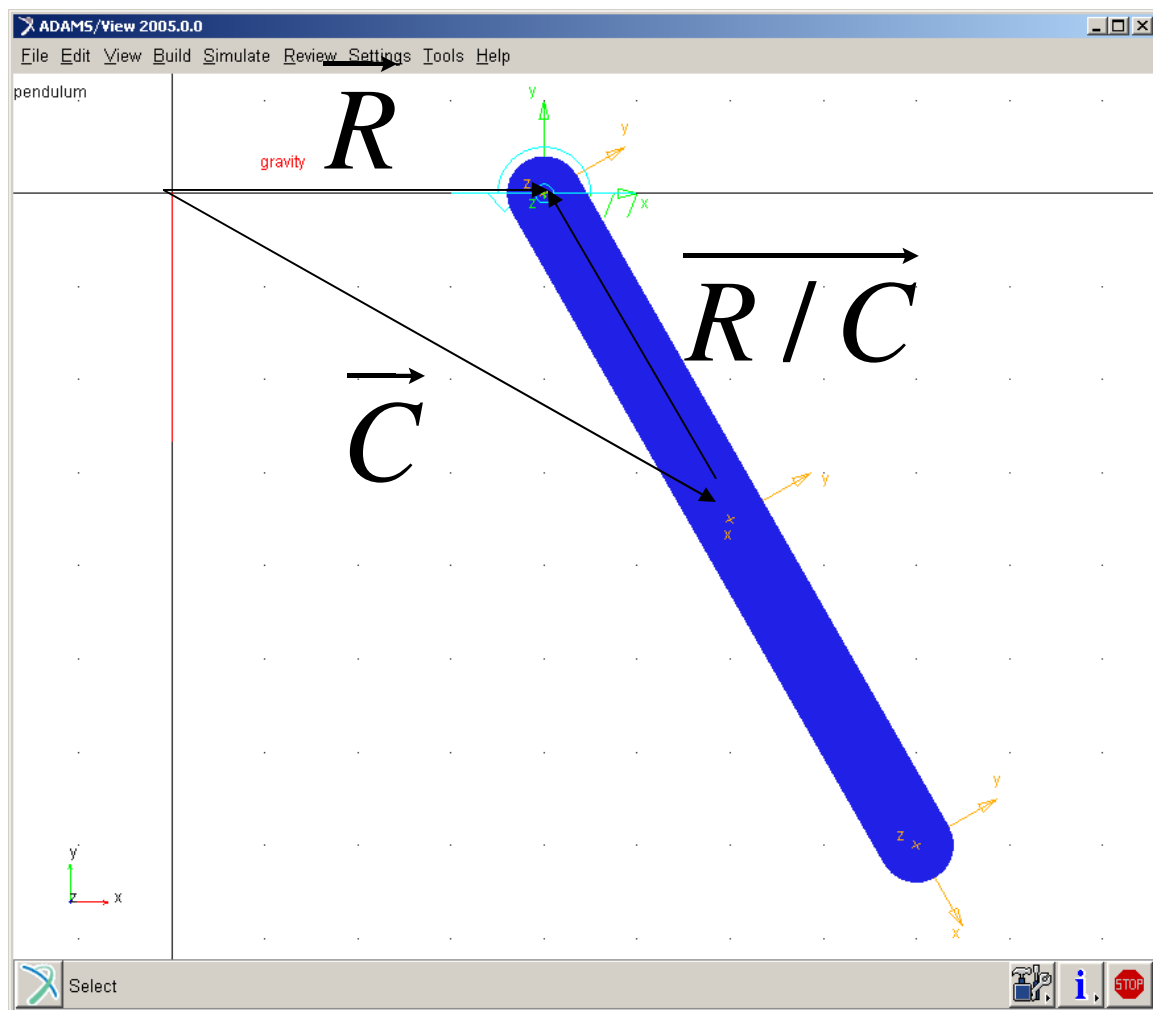 ADAMS/View 2005.0.0
File Edit View Build Simulate Review Settings Tools Help
pendulum
R
y
y
gravity
z
z
x
R / C
C
y
x
y
z
x
y
z
x
Select
i
STOP